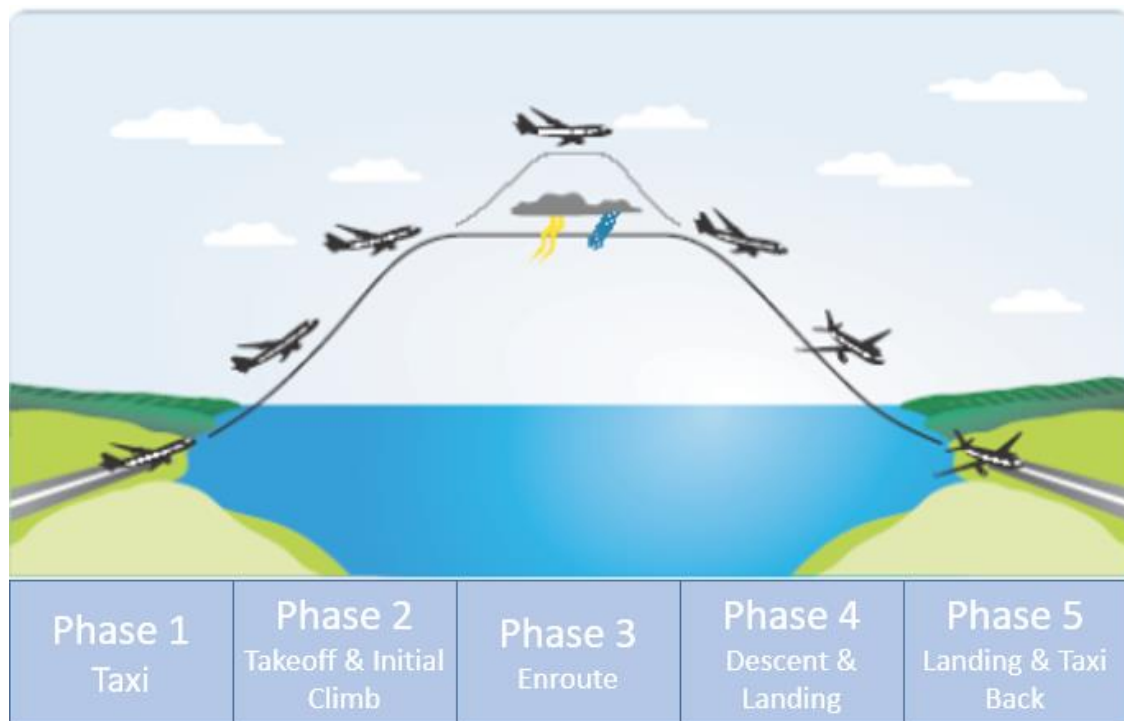 Phase 1
Taxi
Phase 2
Takeoff & Initial
Climb
Phase 3
Enroute
Phase 4
Descent &
Landing
Phase 5
Landing & Taxi
Back